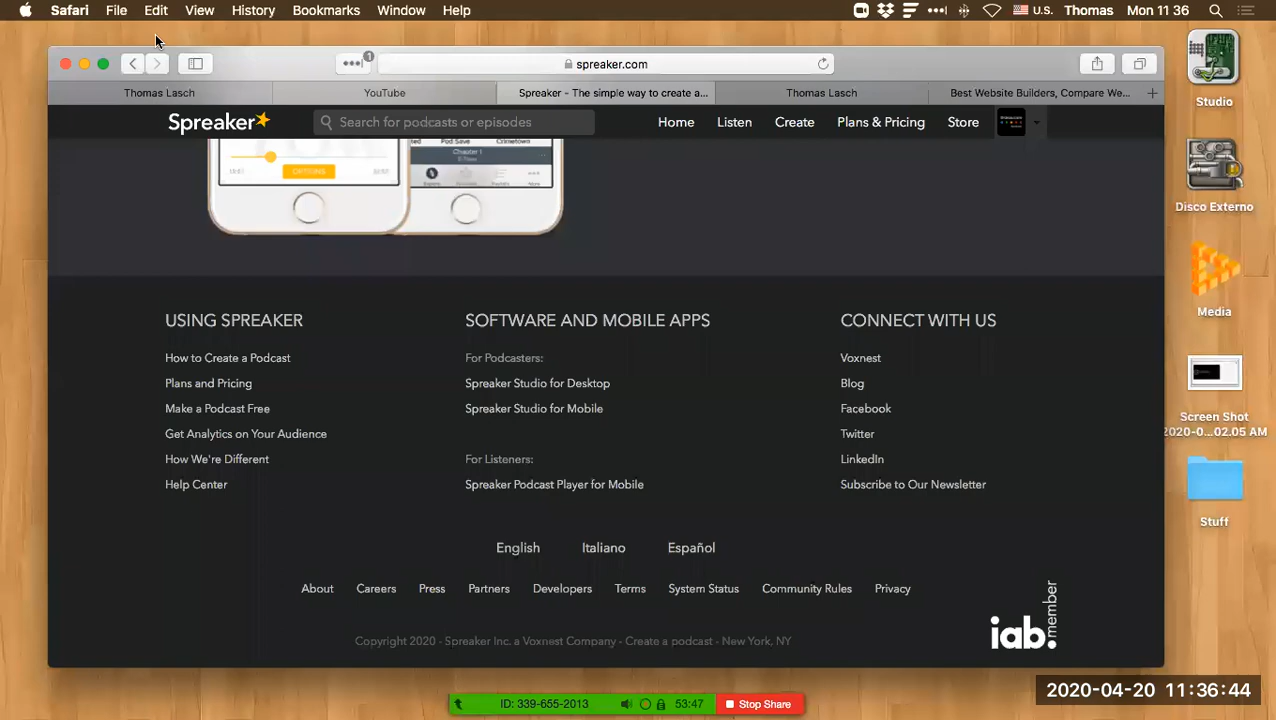 Safari File Edit View History Bookmarks Window Help U.S. Thomas Mon 11 36
1 spreaker.com
Thomas Lasch YouTube Spreaker - The simple way to create a... Thomas Lasch Best Website Builders, Compare We...
Spreaker Search for podcasts or episodes Home Listen Create Plans & Pricing Store
OPTIONS
Studio
Disco Externo
Media
Screen Shot
2020-0...02.05 AM
Stuff
USING SPREAKER
How to Create a Podcast
Plans and Pricing
Make a Podcast Free
Get Analytics on Your Audience
How We're Different
Help Center
SOFTWARE AND MOBILE APPS
For Podcasters:
Spreaker Studio for Desktop
Spreaker Studio for Mobile
For Listeners:
Spreaker Podcast Player for Mobile
CONNECT WITH US
Voxnest
Blog
Facebook
Twitter
LinkedIn
Subscribe to Our Newsletter
English Italiano Español
About Careers Press Partners Developers Terms System Status Community Rules Privacy
iab. member
Copyright 2020 - Spreaker Inc. a Voxnest Company - Create a podcast - New York, NY
ID: 339-655-2013 53:47 Stop Share
2020-04-20 11:36:44